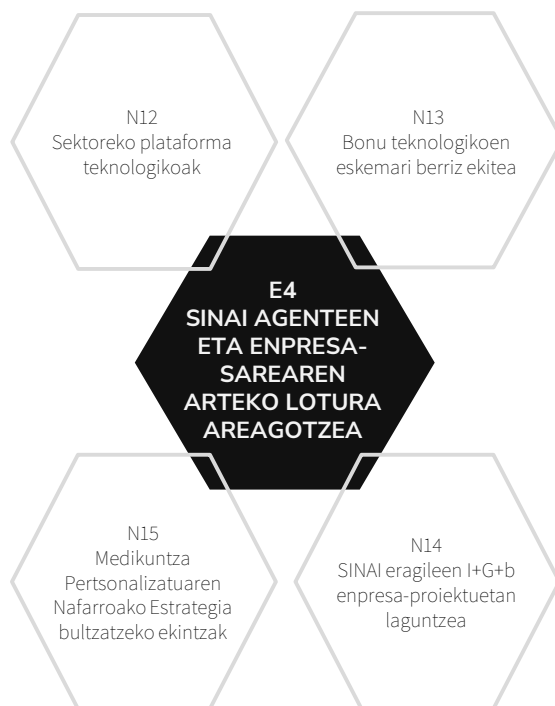 N12
Sektoreko plataforma
teknologikoak
N13
Bonu teknologikoen
eskemari berriz ekitea
E4
SINAI AGENTEEN
ETA ENPRESA-
SAREAREN
ARTEKO LOTURA
AREAGOTZEA
N15
Medikuntza
Pertsonalizatuaren
Nafarroako Estrategia
bultzatzeko ekintzak
N14
SINAI eragileen I+G+b
enpresa-proiektuetan
laguntzea